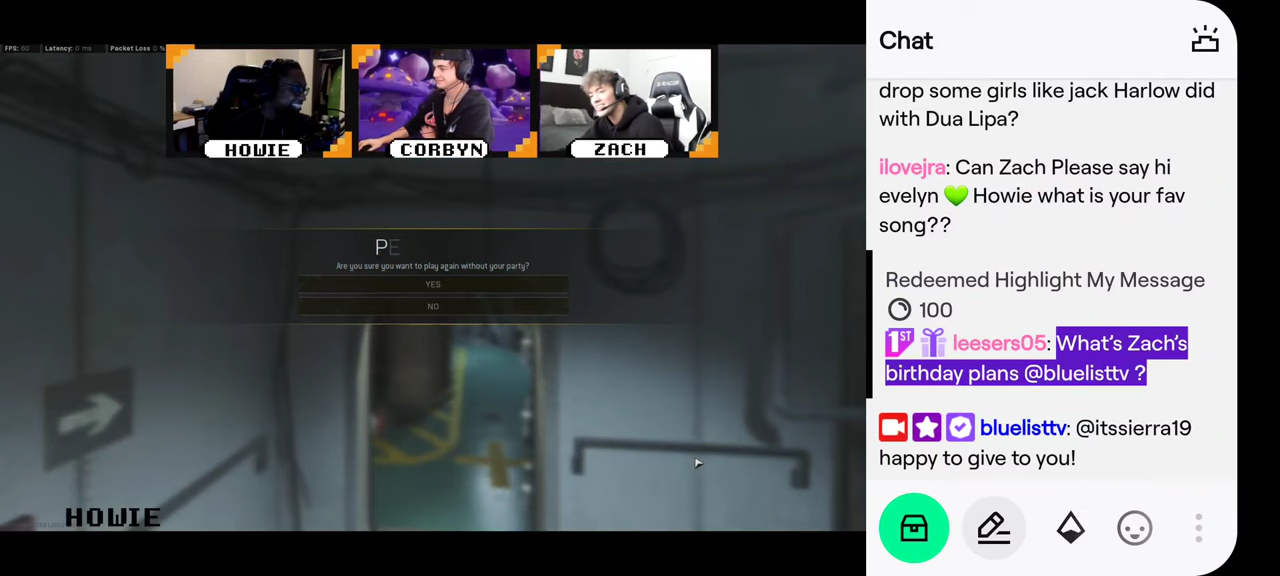 FPS: 60 Latency: 0 ms Packet Loss 0 %
HOWIE CORBYN ZACH
PE
Are you sure you want to play again without your party?
YES
NO
HOWIE
Chat
drop some girls like jack Harlow did
with Dua Lipa?
ilovejra: Can Zach Please say hi
evelyn 💚 Howie what is your fav
song??
Redeemed Highlight My Message
100
1ST leesers05: What's Zach's
birthday plans @bluelisttv ?
bluelisttv: @itssierra19
happy to give to you!